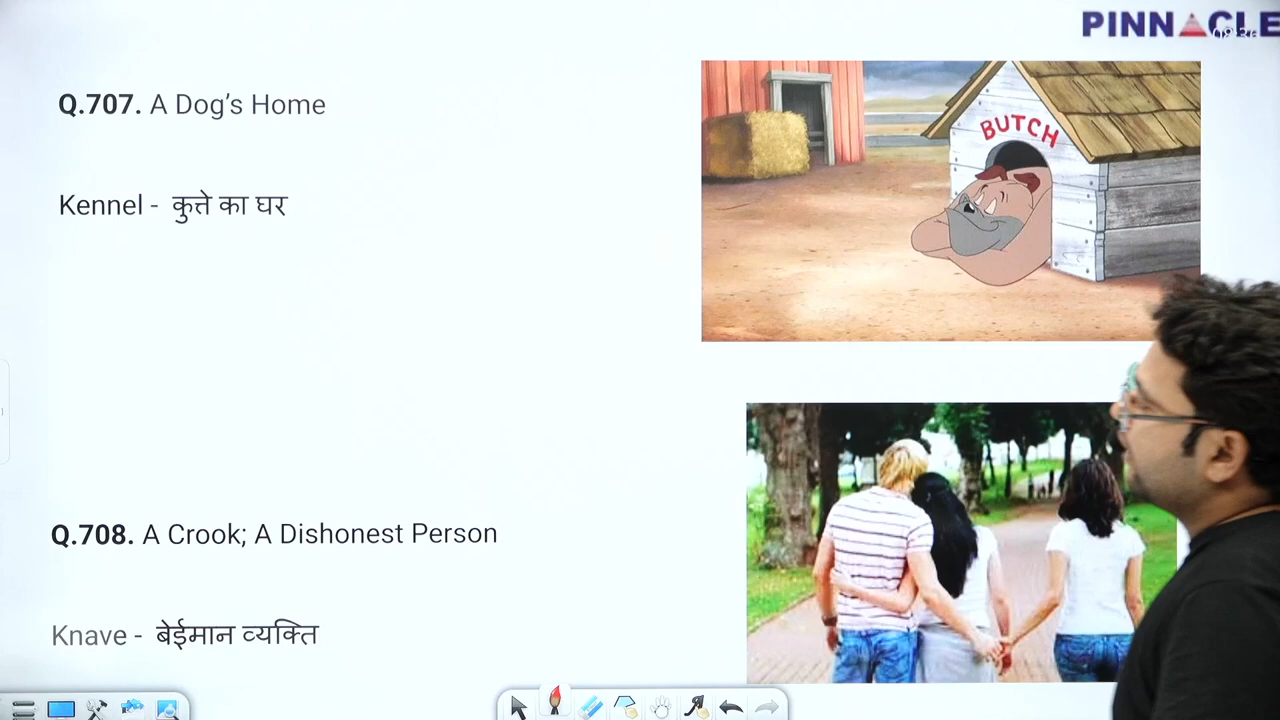 PINNACLE
Q.707. A Dog's Home
BUTCH
Kennel - कुत्ते का घर
Q.708. A Crook; A Dishonest Person
Knave - बेईमान व्यक्ति